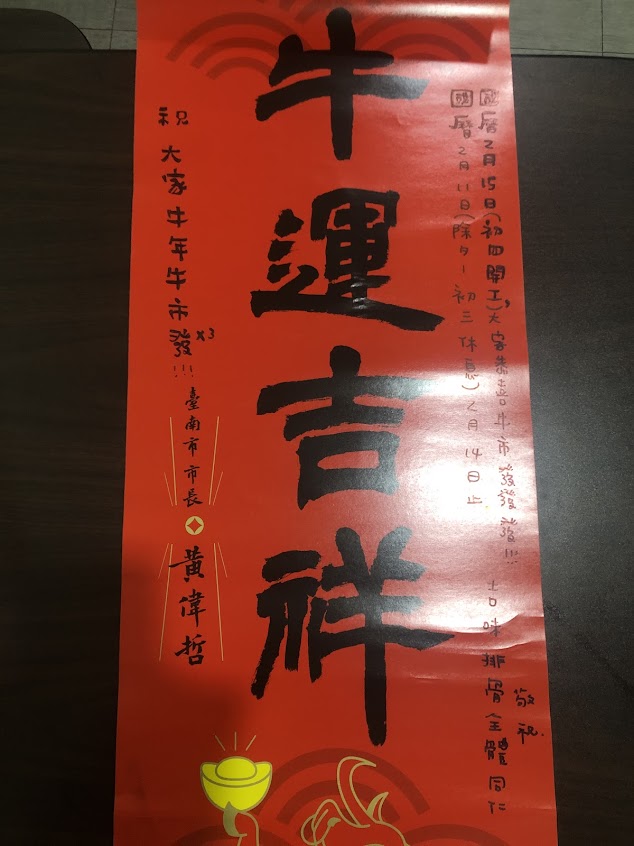 國曆2月15日(初四開工),大家恭喜牛市發發發!!!
國曆2月11日(除夕-初三休息)2月14日止
古口味排骨全體同仁
敬祝
牛運吉祥
祝
大家牛年牛市發x3
!!!
臺南市市長
黃偉哲